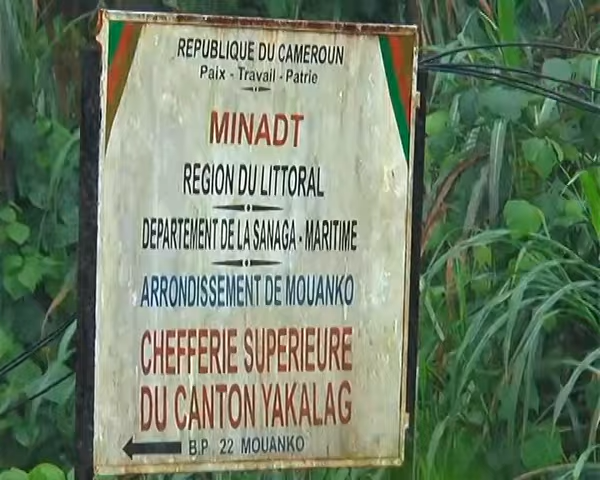 REPUBLIQUE DU CAMEROUN
Paix - Travail - Patrie
MINADT
REGION DU LITTORAL
DEPARTEMENT DE LA SANAGA - MARITIME
ARRONDISSEMENT DE MOUANKO
CHEFFERIE SUPERIEURE
DU CANTON YAKALAG
B.P. 22 MOUANKO